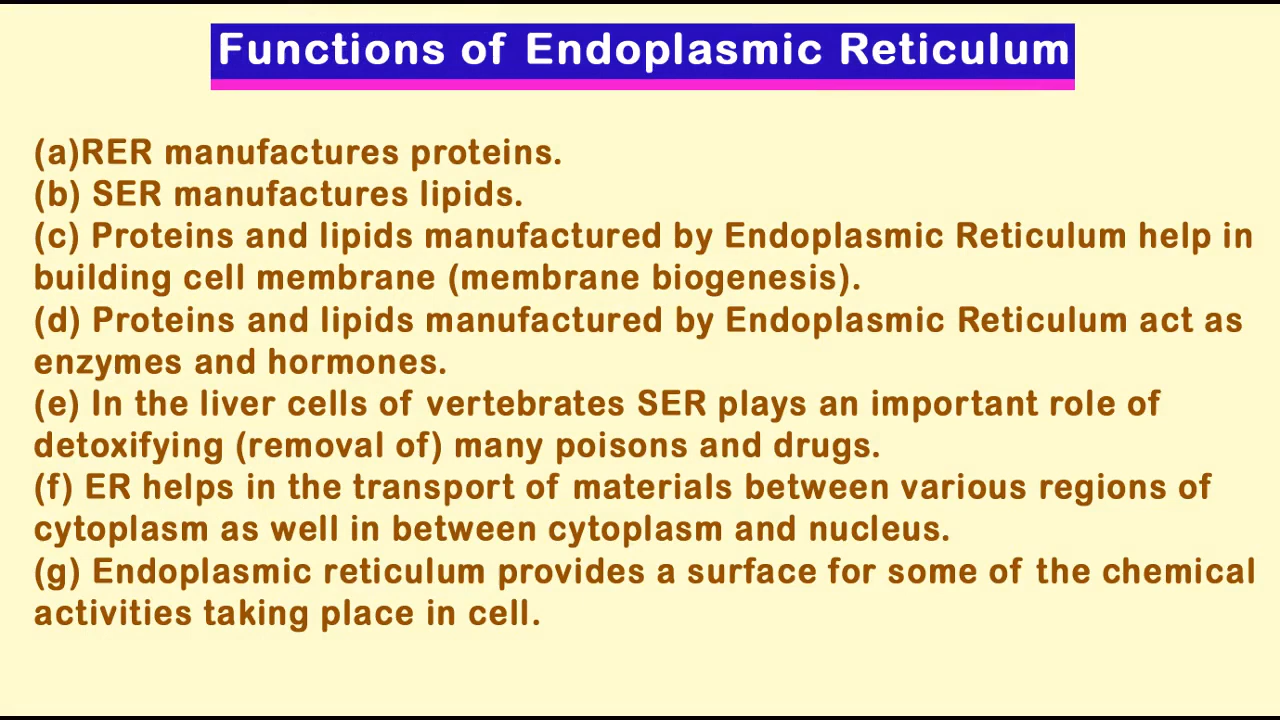 Functions of Endoplasmic Reticulum
(a)RER manufactures proteins.
(b) SER manufactures lipids.
(c) Proteins and lipids manufactured by Endoplasmic Reticulum help in
building cell membrane (membrane biogenesis).
(d) Proteins and lipids manufactured by Endoplasmic Reticulum act as
enzymes and hormones.
(e) In the liver cells of vertebrates SER plays an important role of
detoxifying (removal of) many poisons and drugs.
(f) ER helps in the transport of materials between various regions of
cytoplasm as well in between cytoplasm and nucleus.
(g) Endoplasmic reticulum provides a surface for some of the chemical
activities taking place in cell.